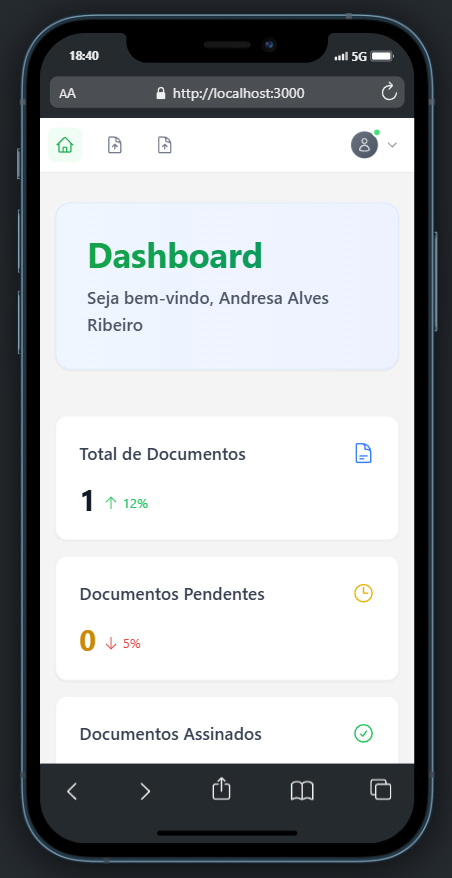 18:40
5G
AA
http://localhost:3000
Dashboard
Seja bem-vindo, Andresa Alves
Ribeiro
Total de Documentos
1 ↑ 12%
Documentos Pendentes
0 ↓ 5%
Documentos Assinados